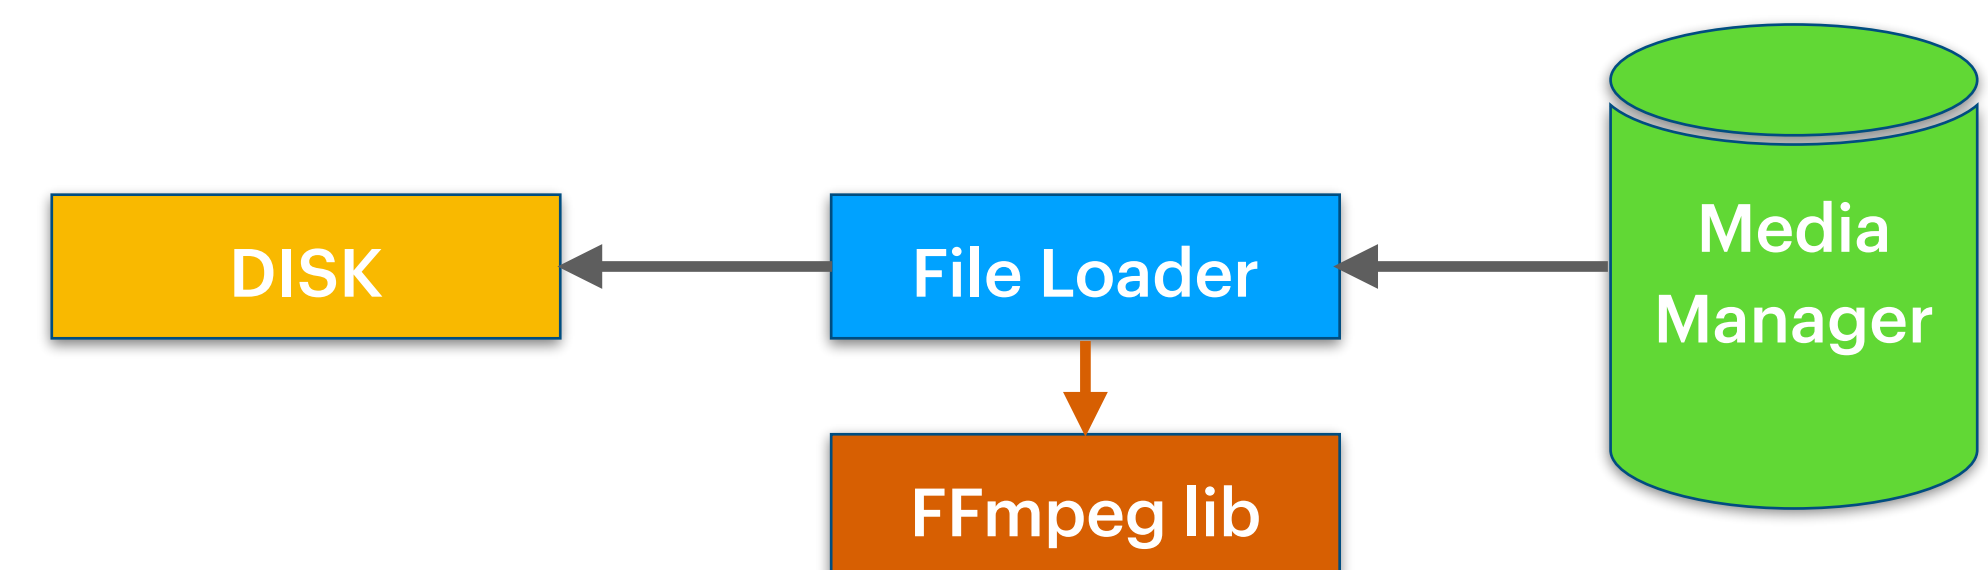 DISK
File Loader
Media
Manager
FFmpeg lib